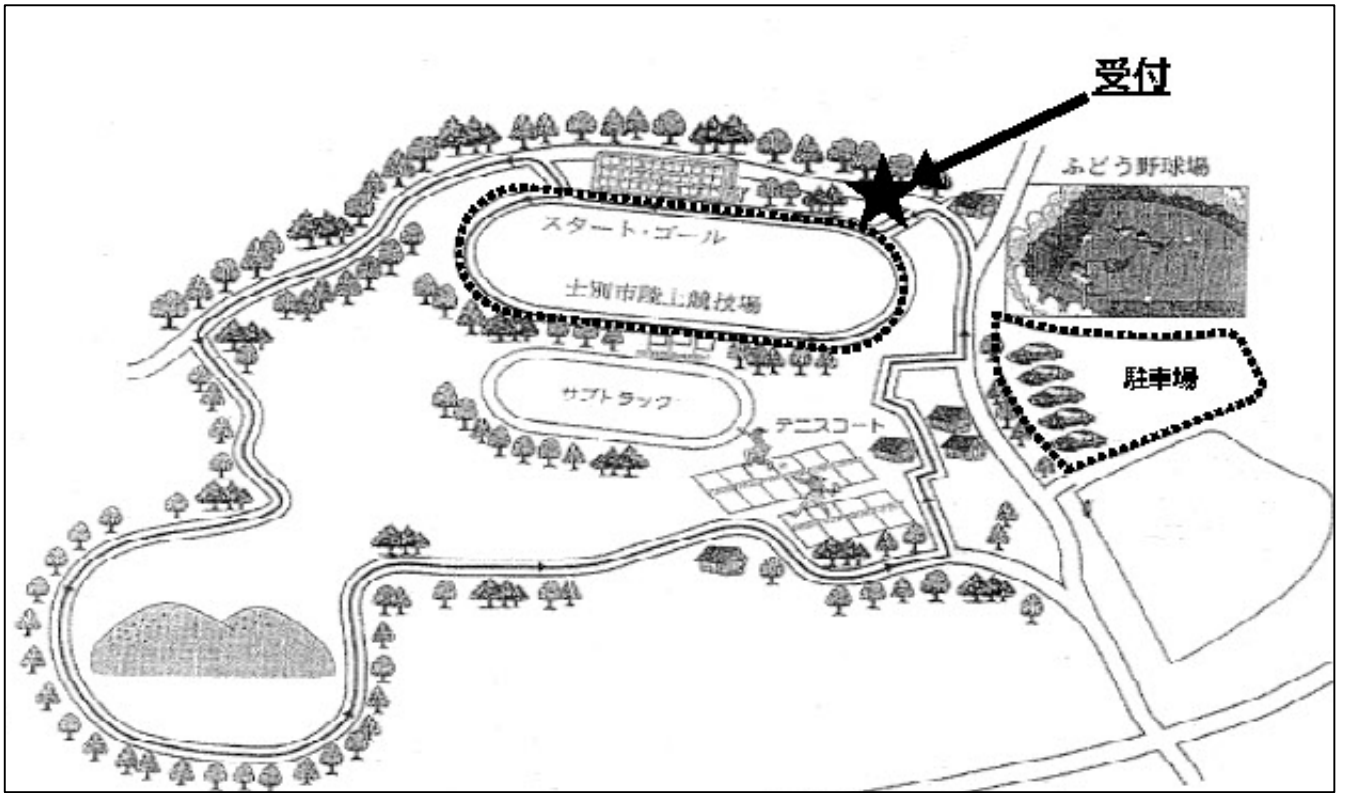 受付
ふどう野球場
スタート・ゴール
士別市陸上競技場
駐車場
サブトラック
テニスコート